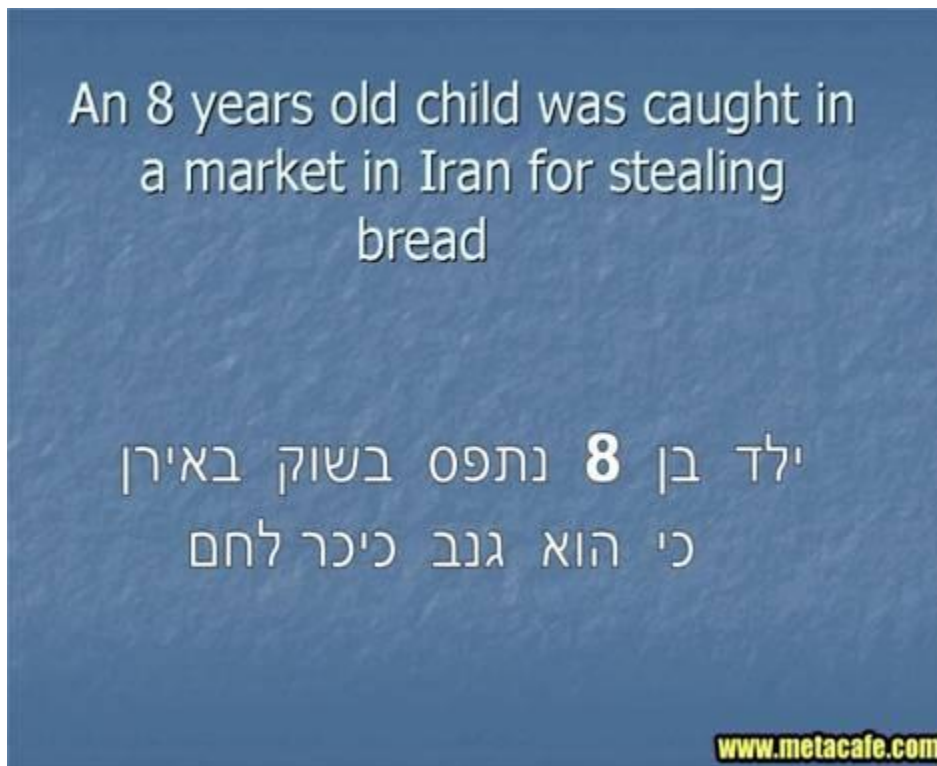 An 8 years old child was caught in
a market in Iran for stealing
bread
ילד בן 8 נתפס בשוק באירן
כי הוא גנב כיכר לחם
www.metacafe.com